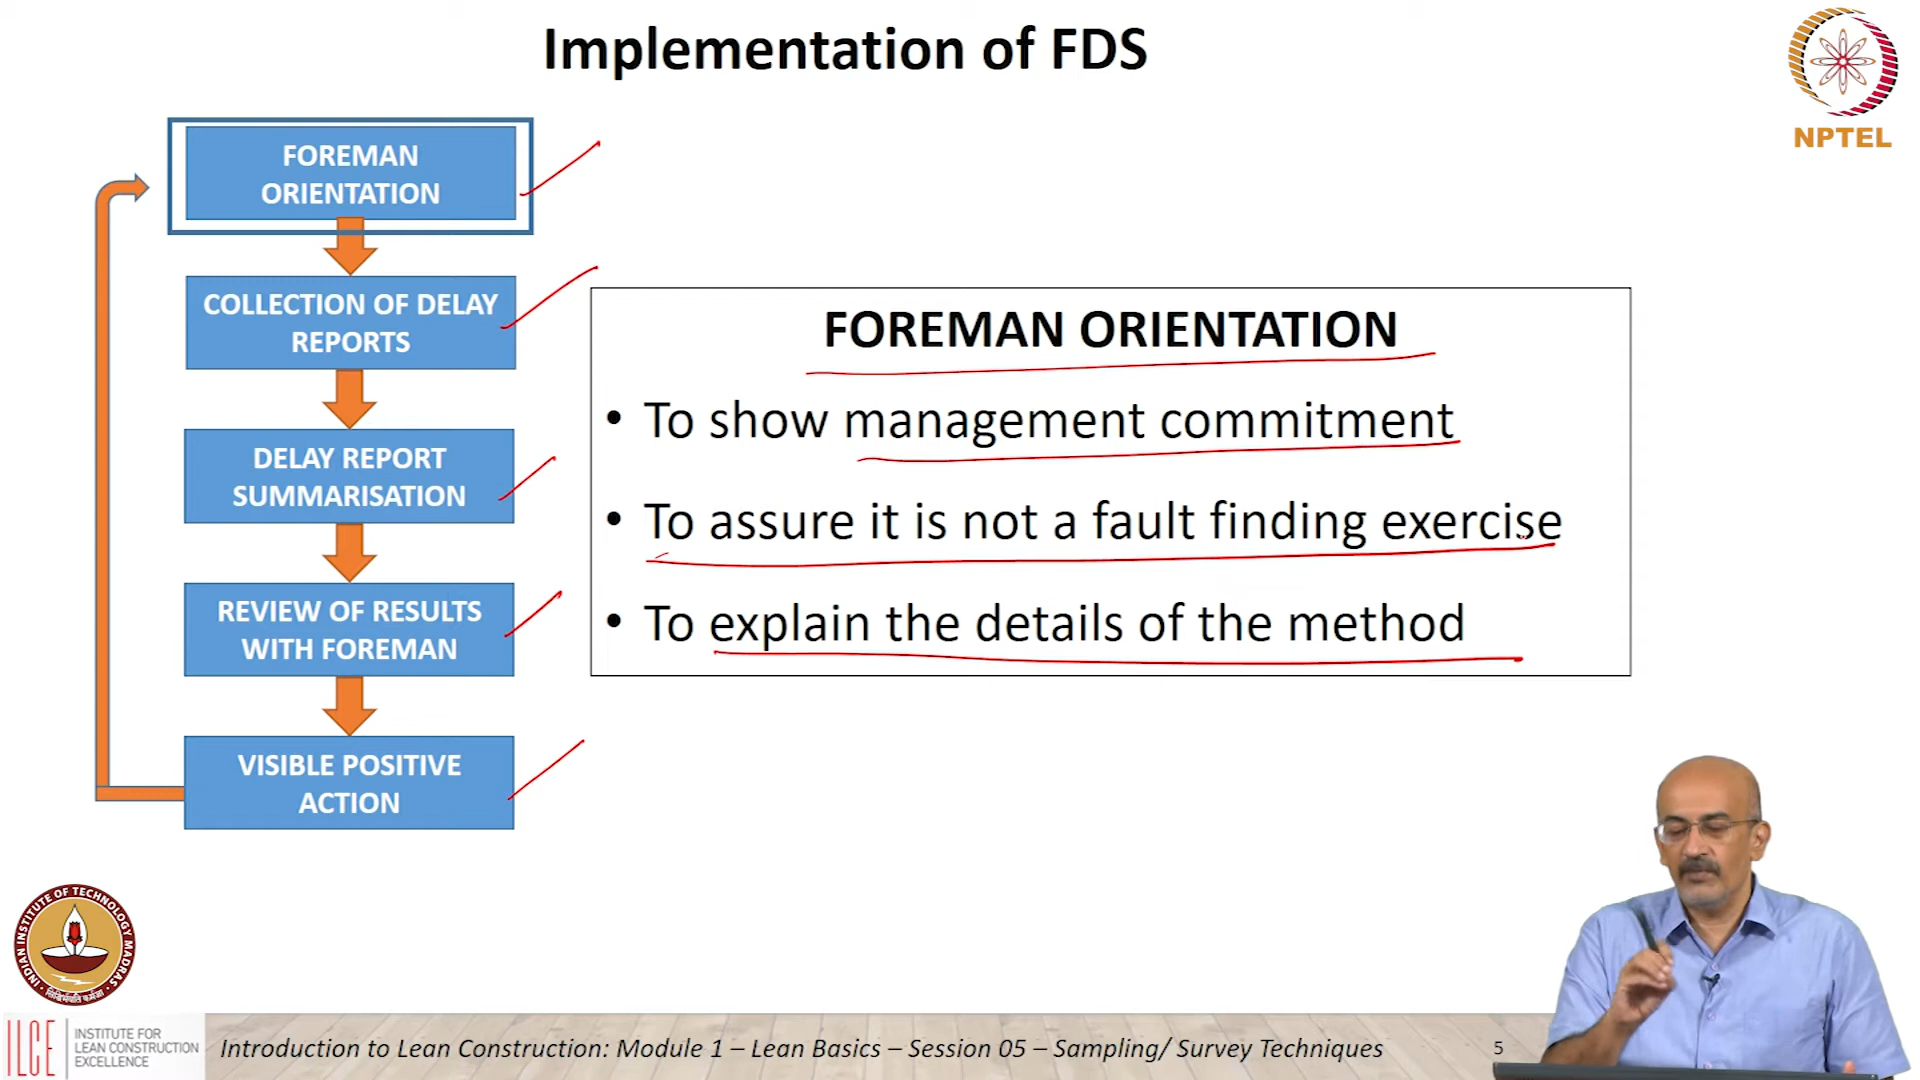 Implementation of FDS
NPTEL
FOREMAN
ORIENTATION
COLLECTION OF DELAY
REPORTS
DELAY REPORT
SUMMARISATION
REVIEW OF RESULTS
WITH FOREMAN
VISIBLE POSITIVE
ACTION
FOREMAN ORIENTATION
• To show management commitment
• To assure it is not a fault finding exercise
• To explain the details of the method
INDIAN INSTITUTE OF TECHNOLOGY MADRAS
सिद्धिर्भवति कर्मजा
ILCE
INSTITUTE FOR
LEAN CONSTRUCTION
EXCELLENCE
Introduction to Lean Construction: Module 1 – Lean Basics – Session 05 – Sampling/ Survey Techniques
5